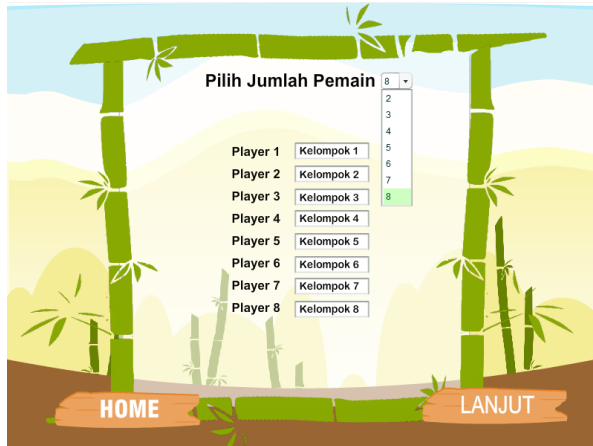 Pilih Jumlah Pemain 8
2
3
4
5
6
7
8
Player 1 Kelompok 1
Player 2 Kelompok 2
Player 3 Kelompok 3
Player 4 Kelompok 4
Player 5 Kelompok 5
Player 6 Kelompok 6
Player 7 Kelompok 7
Player 8 Kelompok 8
HOME
LANJUT